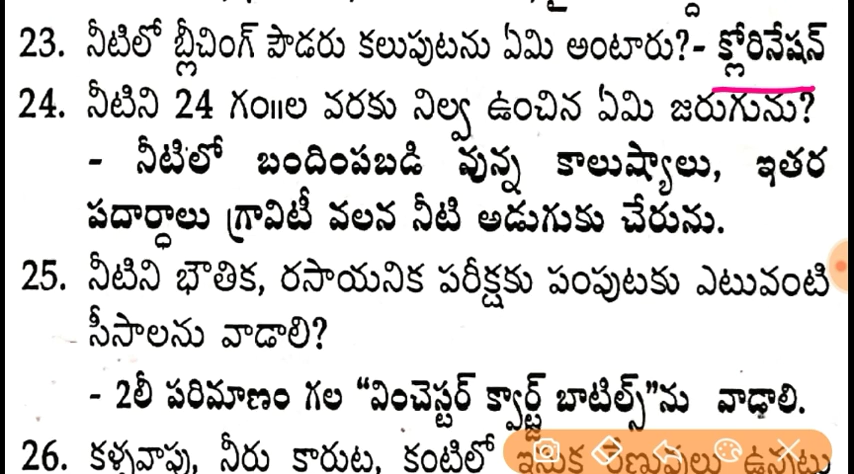 23. నీటిలో బ్లీచింగ్ పౌడరు కలుపుటను ఏమి అంటారు?- క్లోరినేషన్
24. నీటిని 24 గంııల వరకు నిల్వ ఉంచిన ఏమి జరుగును?
- నీటిలో బందింపబడి వున్న కాలుష్యాలు, ఇతర
పదార్ధాలు గ్రావిటీ వలన నీటి అడుగుకు చేరును.
25. నీటిని భౌతిక, రసాయనిక పరీక్షకు పంపుటకు ఎటువంటి
సీసాలను వాడాలి?
- 2లీ పరిమాణం గల “వించెస్టర్ క్వార్ట్జ్ బాటిల్స్”ను వాడాలి.
26. కళ్ళవాపు, నీరు కారుట, కంటిలో